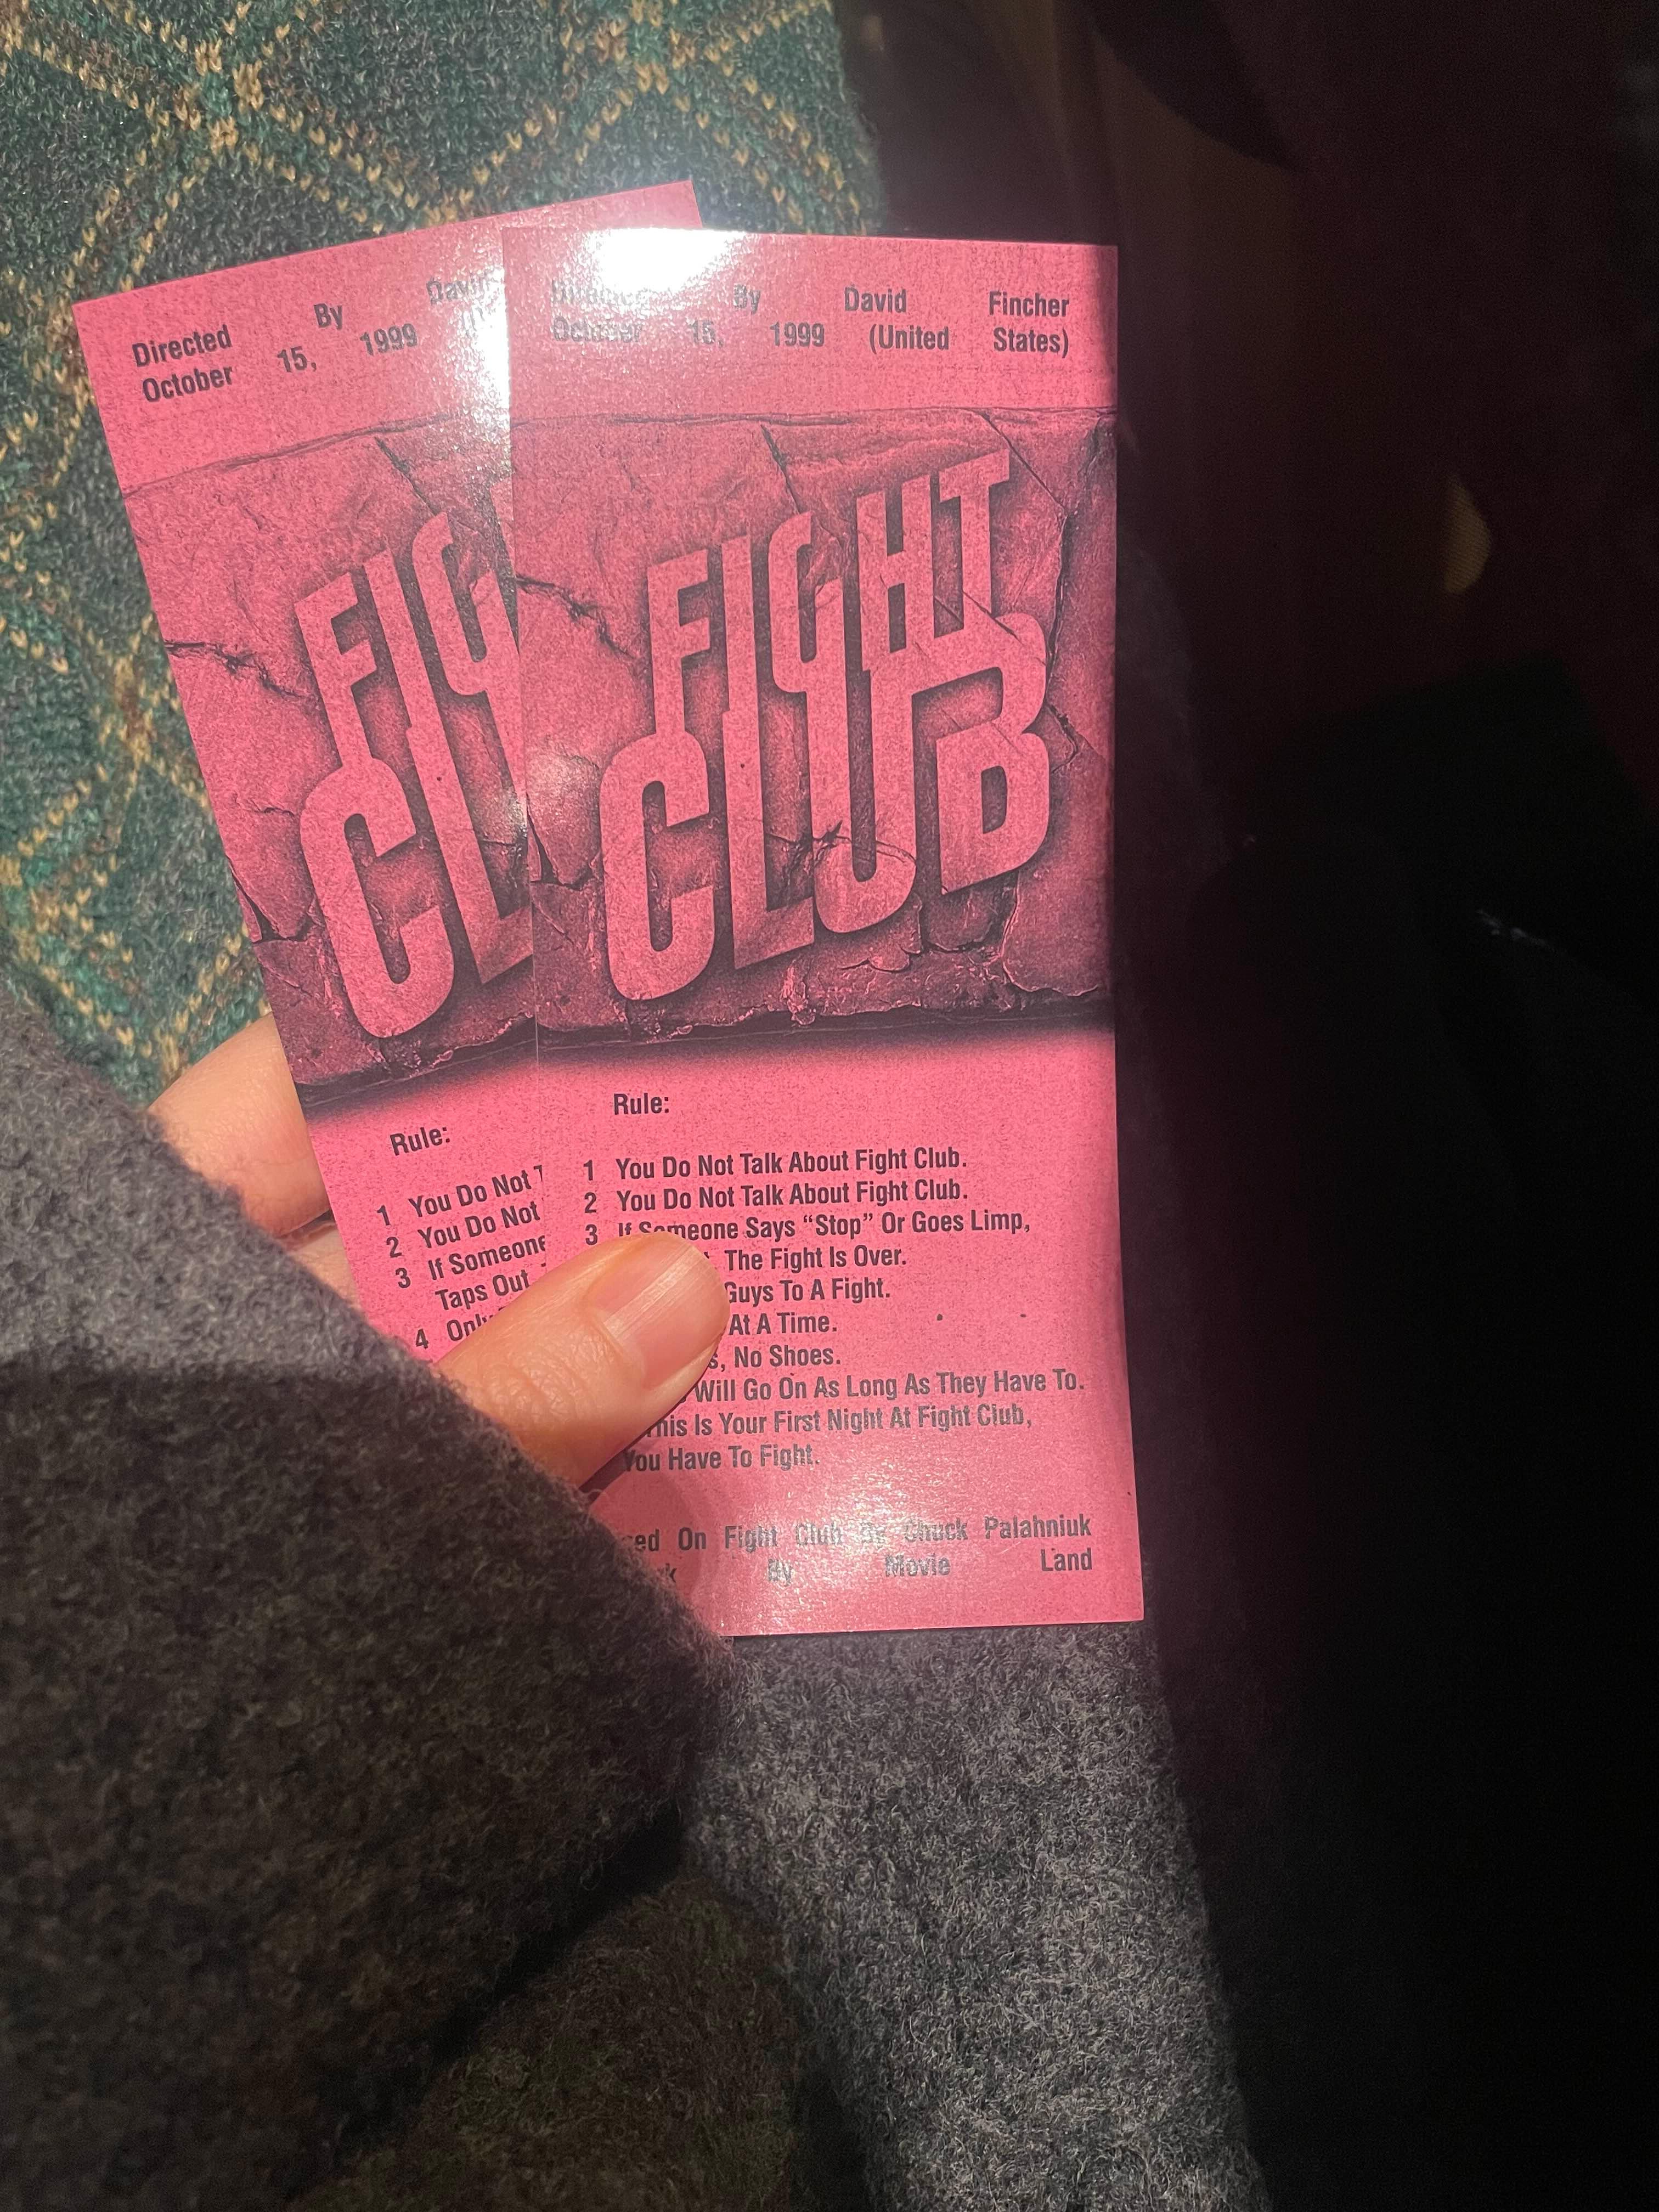 Directed By David
October 15, 1999
FIG
CL
Rule:
1 You Do Not
2 You Do Not
3 If Someone
Taps Out
4 Only
Directed By David Fincher
October 15, 1999 (United States)
FIGHT
CLUB
Rule:
1 You Do Not Talk About Fight Club.
2 You Do Not Talk About Fight Club.
3 If Someone Says “Stop” Or Goes Limp,
The Fight Is Over.
Guys To A Fight.
At A Time.
No Shoes.
Will Go On As Long As They Have To.
This Is Your First Night At Fight Club,
You Have To Fight.
On Fight Club By Chuck Palahniuk
By Movie Land